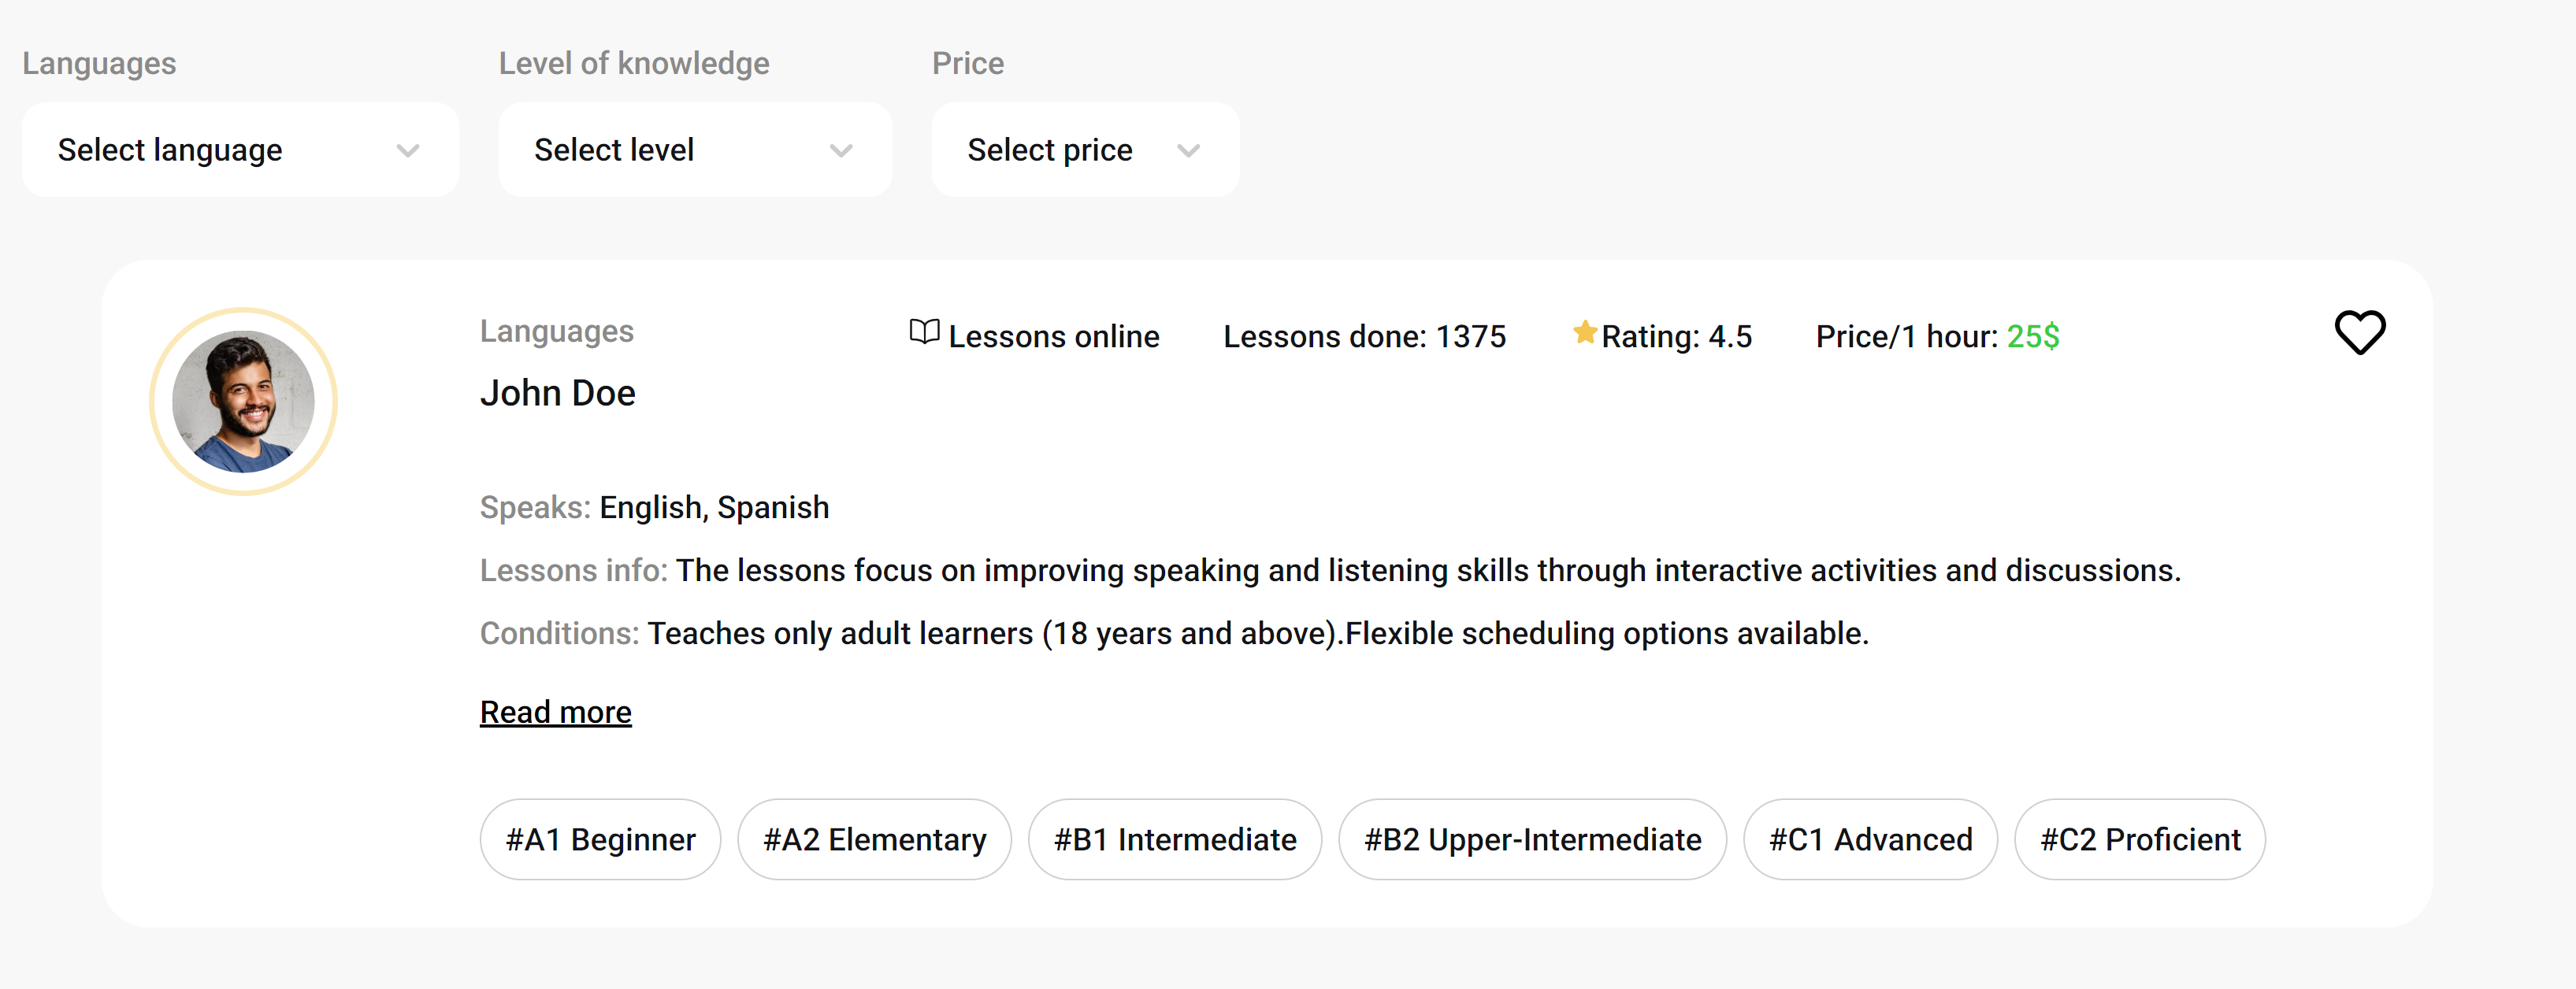 Languages Level of knowledge Price
Select language Select level Select price
Languages Lessons online Lessons done: 1375 Rating: 4.5 Price/1 hour: 25$
John Doe
Speaks: English, Spanish
Lessons info: The lessons focus on improving speaking and listening skills through interactive activities and discussions.
Conditions: Teaches only adult learners (18 years and above).Flexible scheduling options available.
Read more
#A1 Beginner #A2 Elementary #B1 Intermediate #B2 Upper-Intermediate #C1 Advanced #C2 Proficient